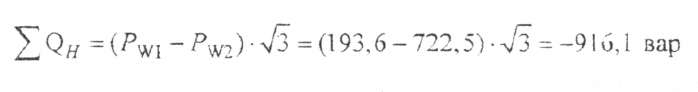 ∑Q_H = (P_W1 − P_W2) · √3 = (193,6 − 722,5) · √3 = −916,1 вар